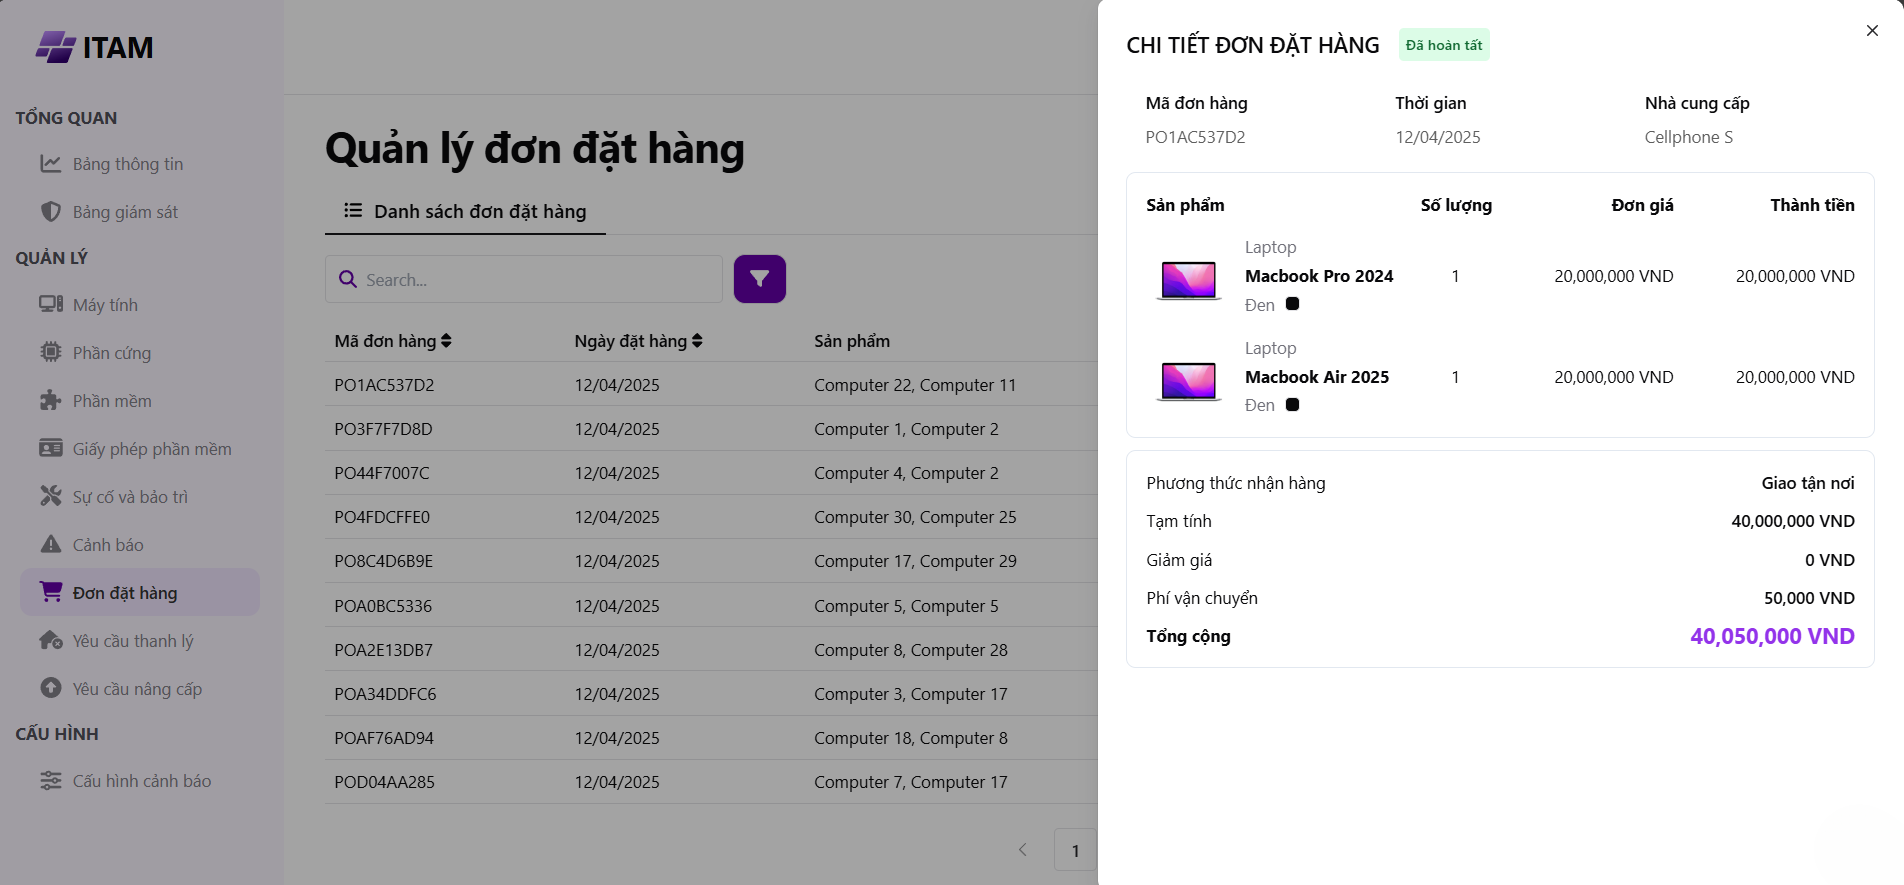 ITAM
TỔNG QUAN
Bảng thông tin
Bảng giám sát
QUẢN LÝ
Máy tính
Phần cứng
Phần mềm
Giấy phép phần mềm
Sự cố và bảo trì
Cảnh báo
Đơn đặt hàng
Yêu cầu thanh lý
Yêu cầu nâng cấp
CẤU HÌNH
Cấu hình cảnh báo
Quản lý đơn đặt hàng
Danh sách đơn đặt hàng
Search...
Mã đơn hàng Ngày đặt hàng Sản phẩm
PO1AC537D2 12/04/2025 Computer 22, Computer 11
PO3F7F7D8D 12/04/2025 Computer 1, Computer 2
PO44F7007C 12/04/2025 Computer 4, Computer 2
PO4FDCFFE0 12/04/2025 Computer 30, Computer 25
PO8C4D6B9E 12/04/2025 Computer 17, Computer 29
POA0BC5336 12/04/2025 Computer 5, Computer 5
POA2E13DB7 12/04/2025 Computer 8, Computer 28
POA34DDFC6 12/04/2025 Computer 3, Computer 17
POAF76AD94 12/04/2025 Computer 18, Computer 8
POD04AA285 12/04/2025 Computer 7, Computer 17
1
CHI TIẾT ĐƠN ĐẶT HÀNG Đã hoàn tất
Mã đơn hàng Thời gian Nhà cung cấp
PO1AC537D2 12/04/2025 Cellphone S
Sản phẩm Số lượng Đơn giá Thành tiền
Laptop
Macbook Pro 2024 1 20,000,000 VND 20,000,000 VND
Đen
Laptop
Macbook Air 2025 1 20,000,000 VND 20,000,000 VND
Đen
Phương thức nhận hàng Giao tận nơi
Tạm tính 40,000,000 VND
Giảm giá 0 VND
Phí vận chuyển 50,000 VND
Tổng cộng 40,050,000 VND